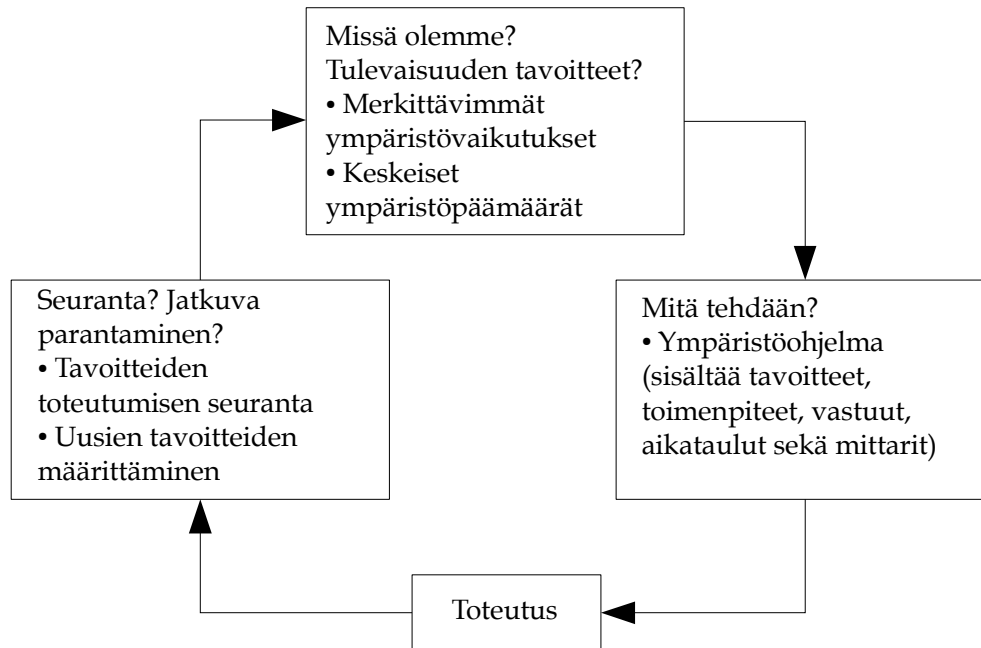 Missä olemme?
Tulevaisuuden tavoitteet?
• Merkittävimmät
ympäristövaikutukset
• Keskeiset
ympäristöpäämäärät
Mitä tehdään?
• Ympäristöohjelma
(sisältää tavoitteet,
toimenpiteet, vastuut,
aikataulut sekä mittarit)
Toteutus
Seuranta? Jatkuva
parantaminen?
• Tavoitteiden
toteutumisen seuranta
• Uusien tavoitteiden
määrittäminen